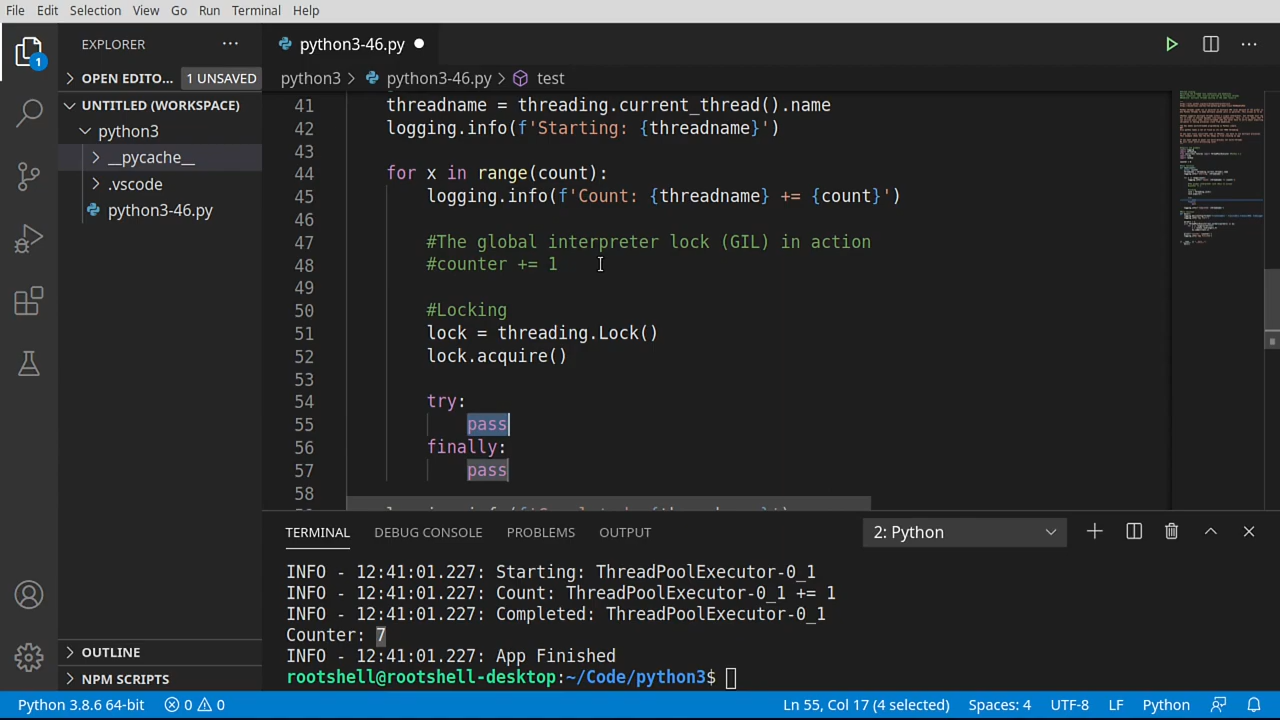 File Edit Selection View Go Run Terminal Help
EXPLORER
python3-46.py
1
OPEN EDITO... 1 UNSAVED
python3 python3-46.py test
UNTITLED (WORKSPACE)
python3
__pycache__
.vscode
python3-46.py
41 threadname = threading.current_thread().name
42 logging.info(f'Starting: {threadname}')
43
44 for x in range(count):
45 logging.info(f'Count: {threadname} += {count}')
46
47 #The global interpreter lock (GIL) in action
48 #counter += 1
49
50 #Locking
51 lock = threading.Lock()
52 lock.acquire()
53
54 try:
55 pass
56 finally:
57 pass
58
TERMINAL DEBUG CONSOLE PROBLEMS OUTPUT 2: Python
INFO - 12:41:01.227: Starting: ThreadPoolExecutor-0_1
INFO - 12:41:01.227: Count: ThreadPoolExecutor-0_1 += 1
INFO - 12:41:01.227: Completed: ThreadPoolExecutor-0_1
Counter: 7
INFO - 12:41:01.227: App Finished
rootshell@rootshell-desktop:~/Code/python3$
OUTLINE
NPM SCRIPTS
Python 3.8.6 64-bit 0 0 Ln 55, Col 17 (4 selected) Spaces: 4 UTF-8 LF Python